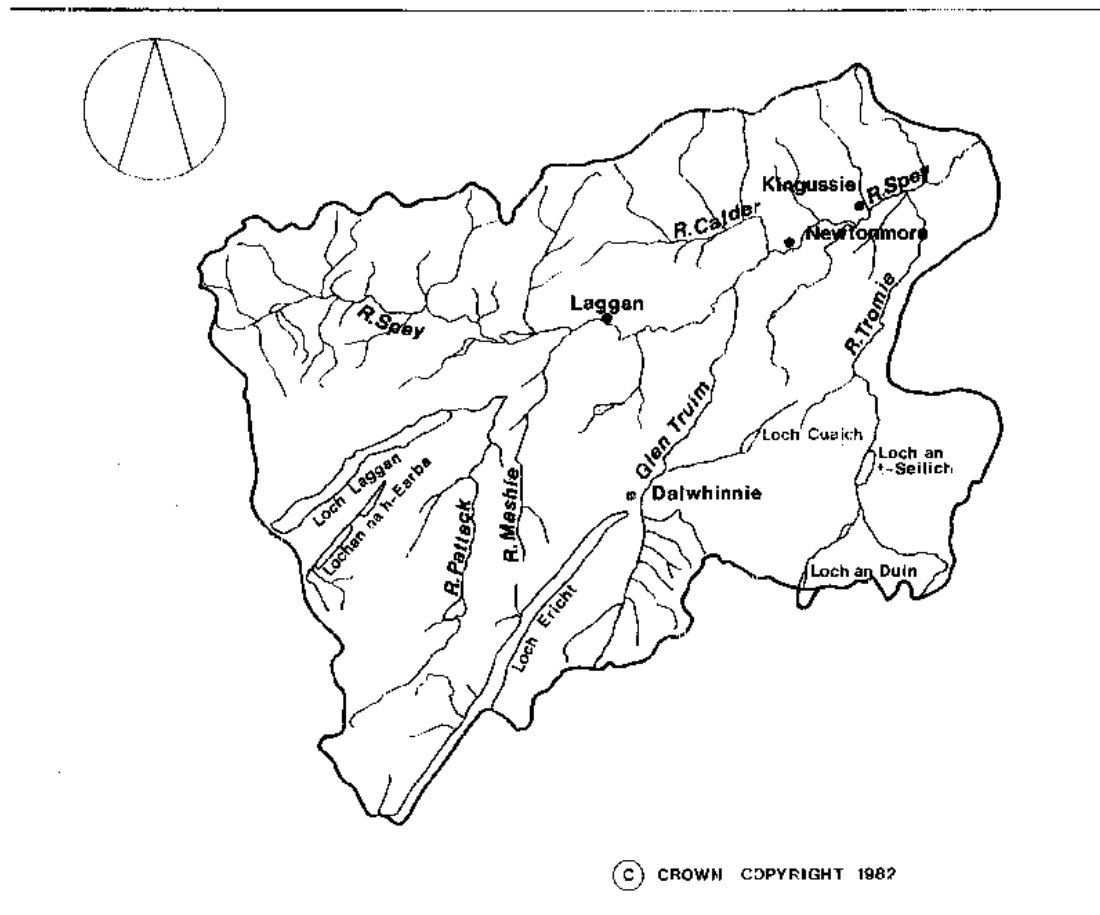 Kingussie
R.Spey
R.Calder
Newtonmore
Laggan
R.Spey
R.Tromie
Glen Truim
Loch Cuaich
Loch an
t-Seilich
Loch Laggan
Lochan na h-Earba
Dalwhinnie
R.Pattack
R.Mashie
Loch an Duin
Loch Ericht
C CROWN COPYRIGHT 1982